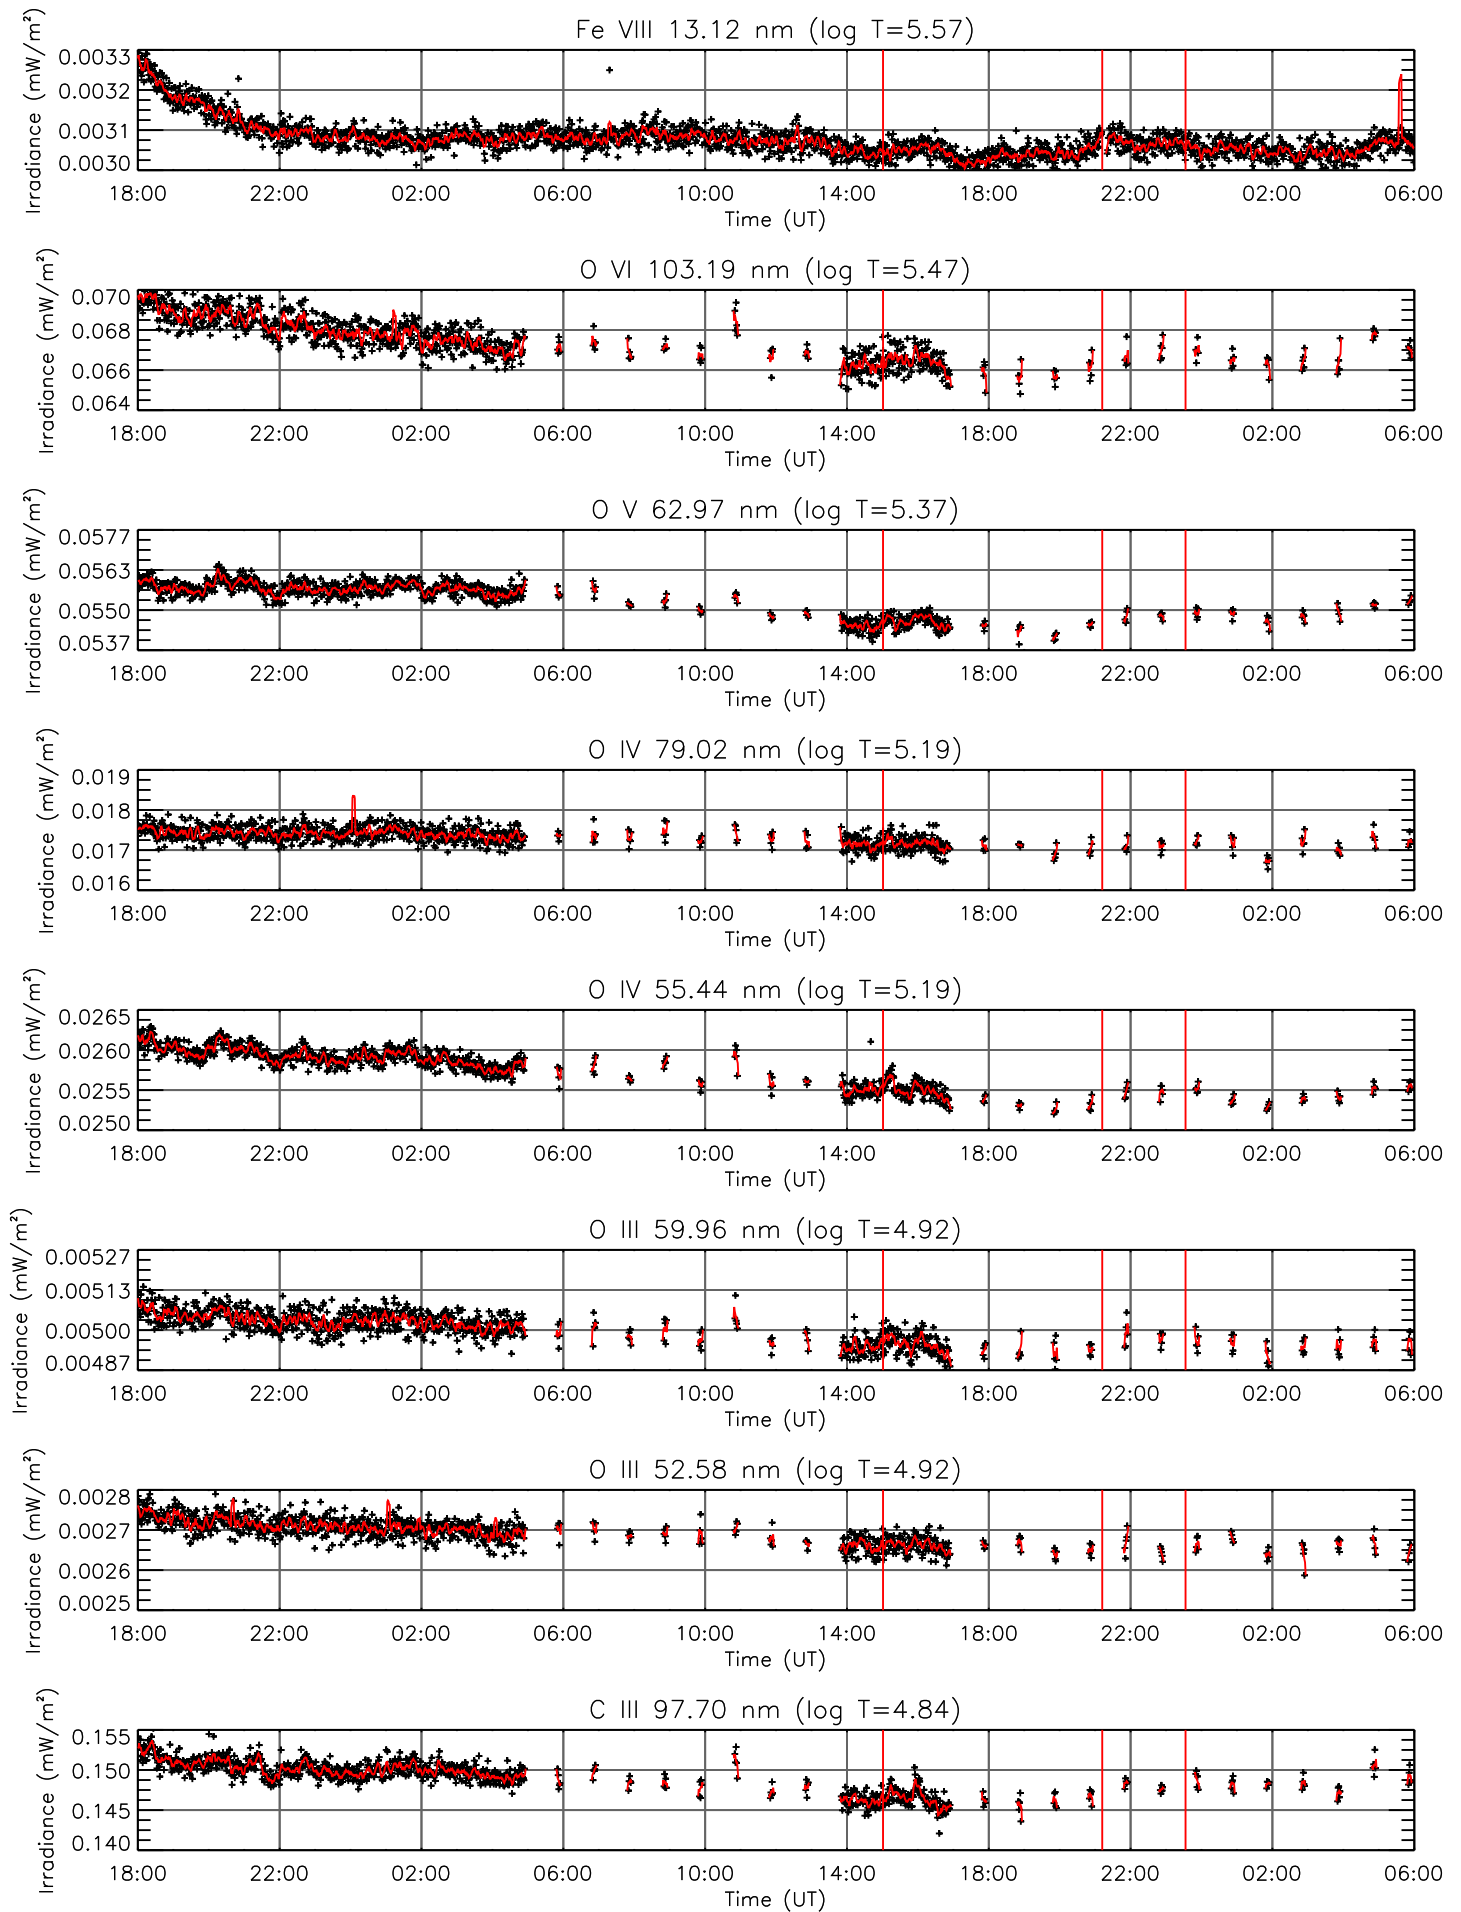 Fe VIII 13.12 nm (log T=5.57)
Irradiance (mW/m²)
0.0033
0.0032
0.0031
0.0030
18:00 22:00 02:00 06:00 10:00 14:00 18:00 22:00 02:00 06:00
Time (UT)
O VI 103.19 nm (log T=5.47)
Irradiance (mW/m²)
0.070
0.068
0.066
0.064
18:00 22:00 02:00 06:00 10:00 14:00 18:00 22:00 02:00 06:00
Time (UT)
O V 62.97 nm (log T=5.37)
Irradiance (mW/m²)
0.0577
0.0563
0.0550
0.0537
18:00 22:00 02:00 06:00 10:00 14:00 18:00 22:00 02:00 06:00
Time (UT)
O IV 79.02 nm (log T=5.19)
Irradiance (mW/m²)
0.019
0.018
0.017
0.016
18:00 22:00 02:00 06:00 10:00 14:00 18:00 22:00 02:00 06:00
Time (UT)
O IV 55.44 nm (log T=5.19)
Irradiance (mW/m²)
0.0265
0.0260
0.0255
0.0250
18:00 22:00 02:00 06:00 10:00 14:00 18:00 22:00 02:00 06:00
Time (UT)
O III 59.96 nm (log T=4.92)
Irradiance (mW/m²)
0.00527
0.00513
0.00500
0.00487
18:00 22:00 02:00 06:00 10:00 14:00 18:00 22:00 02:00 06:00
Time (UT)
O III 52.58 nm (log T=4.92)
Irradiance (mW/m²)
0.0028
0.0027
0.0026
0.0025
18:00 22:00 02:00 06:00 10:00 14:00 18:00 22:00 02:00 06:00
Time (UT)
C III 97.70 nm (log T=4.84)
Irradiance (mW/m²)
0.155
0.150
0.145
0.140
18:00 22:00 02:00 06:00 10:00 14:00 18:00 22:00 02:00 06:00
Time (UT)